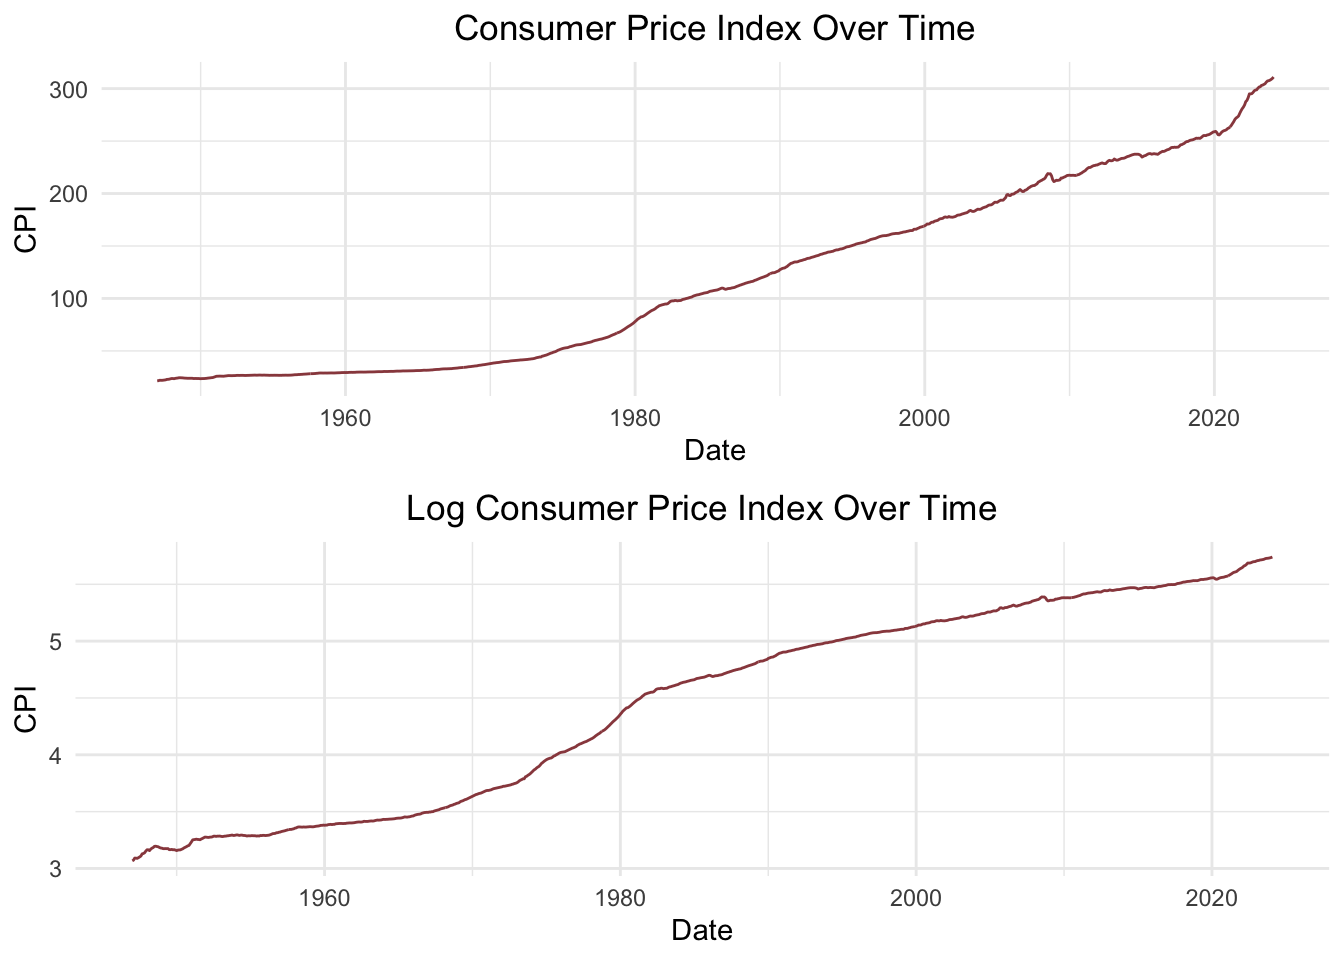 Consumer Price Index Over Time
300
200
100
CPI
1960 1980 2000 2020
Date
Log Consumer Price Index Over Time
5
4
3
CPI
1960 1980 2000 2020
Date